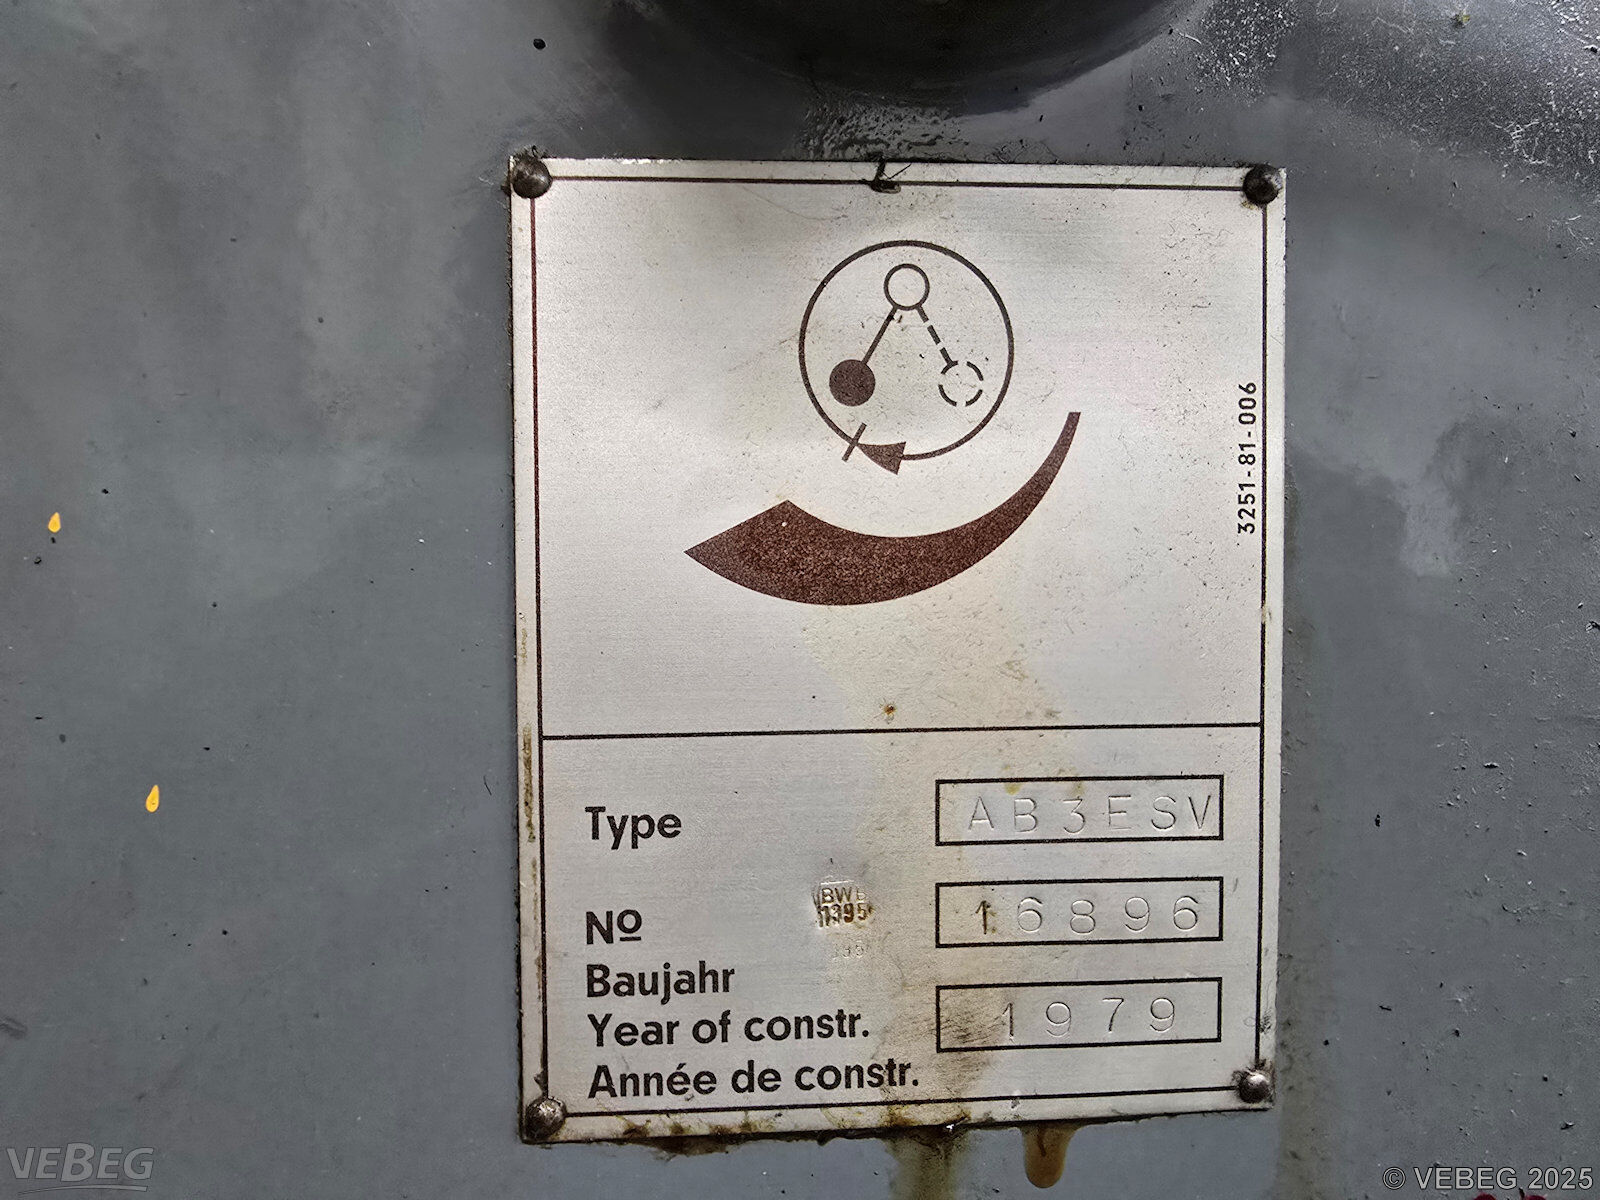 3251-81-006
Type AB3ESV
BWB
1395
Nº 16896
Baujahr
Year of constr. 1979
Année de constr.
VEBEG
© VEBEG 2025